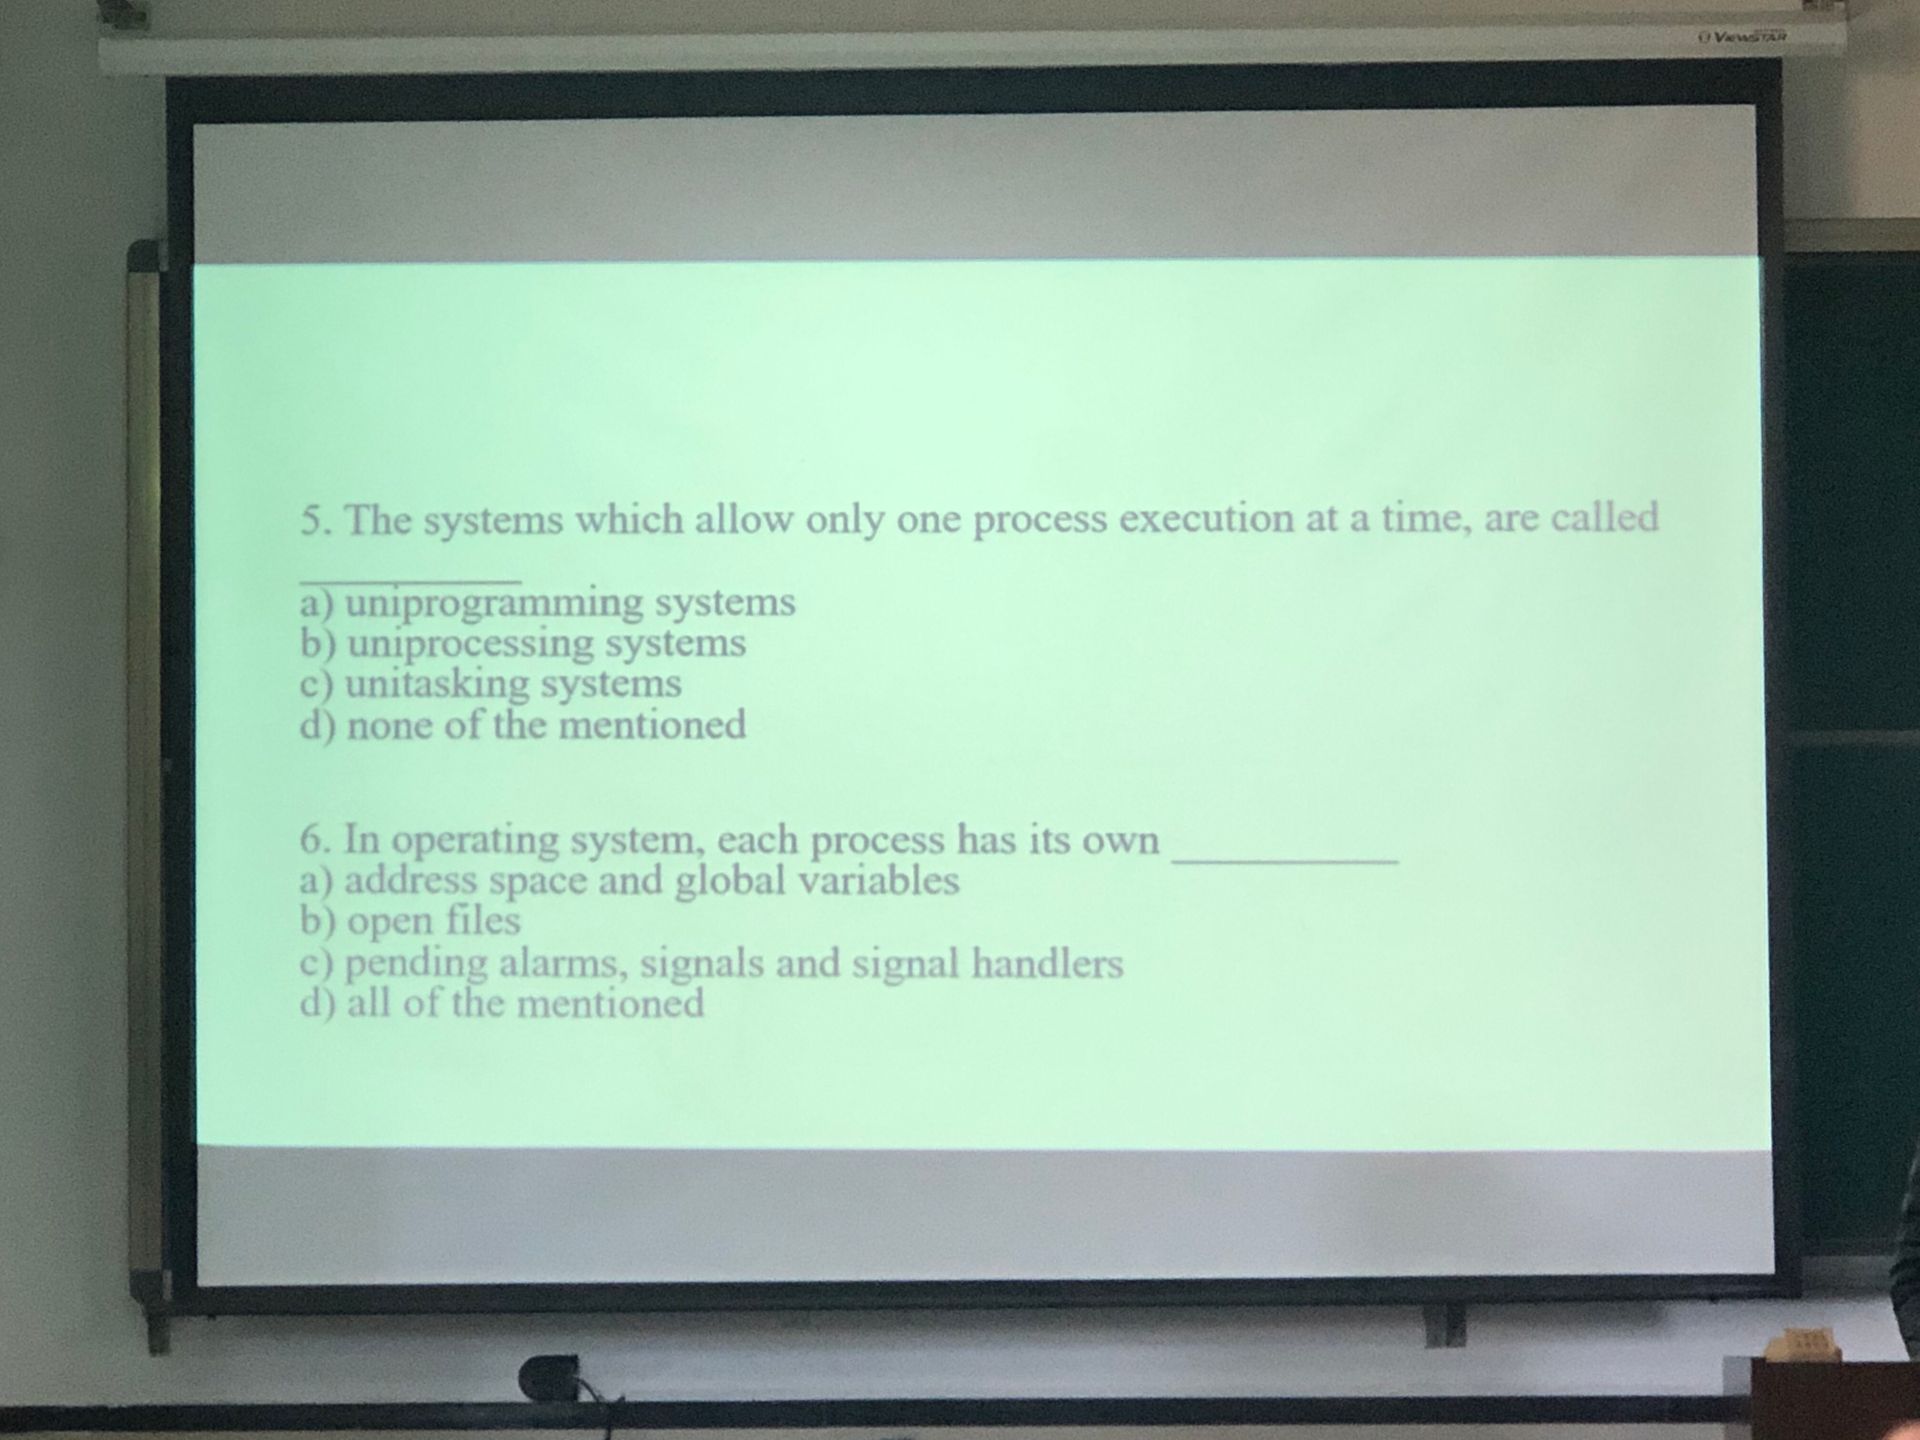 VIEWSTAR
5. The systems which allow only one process execution at a time, are called
___________
a) uniprogramming systems
b) uniprocessing systems
c) unitasking systems
d) none of the mentioned
6. In operating system, each process has its own ___________
a) address space and global variables
b) open files
c) pending alarms, signals and signal handlers
d) all of the mentioned